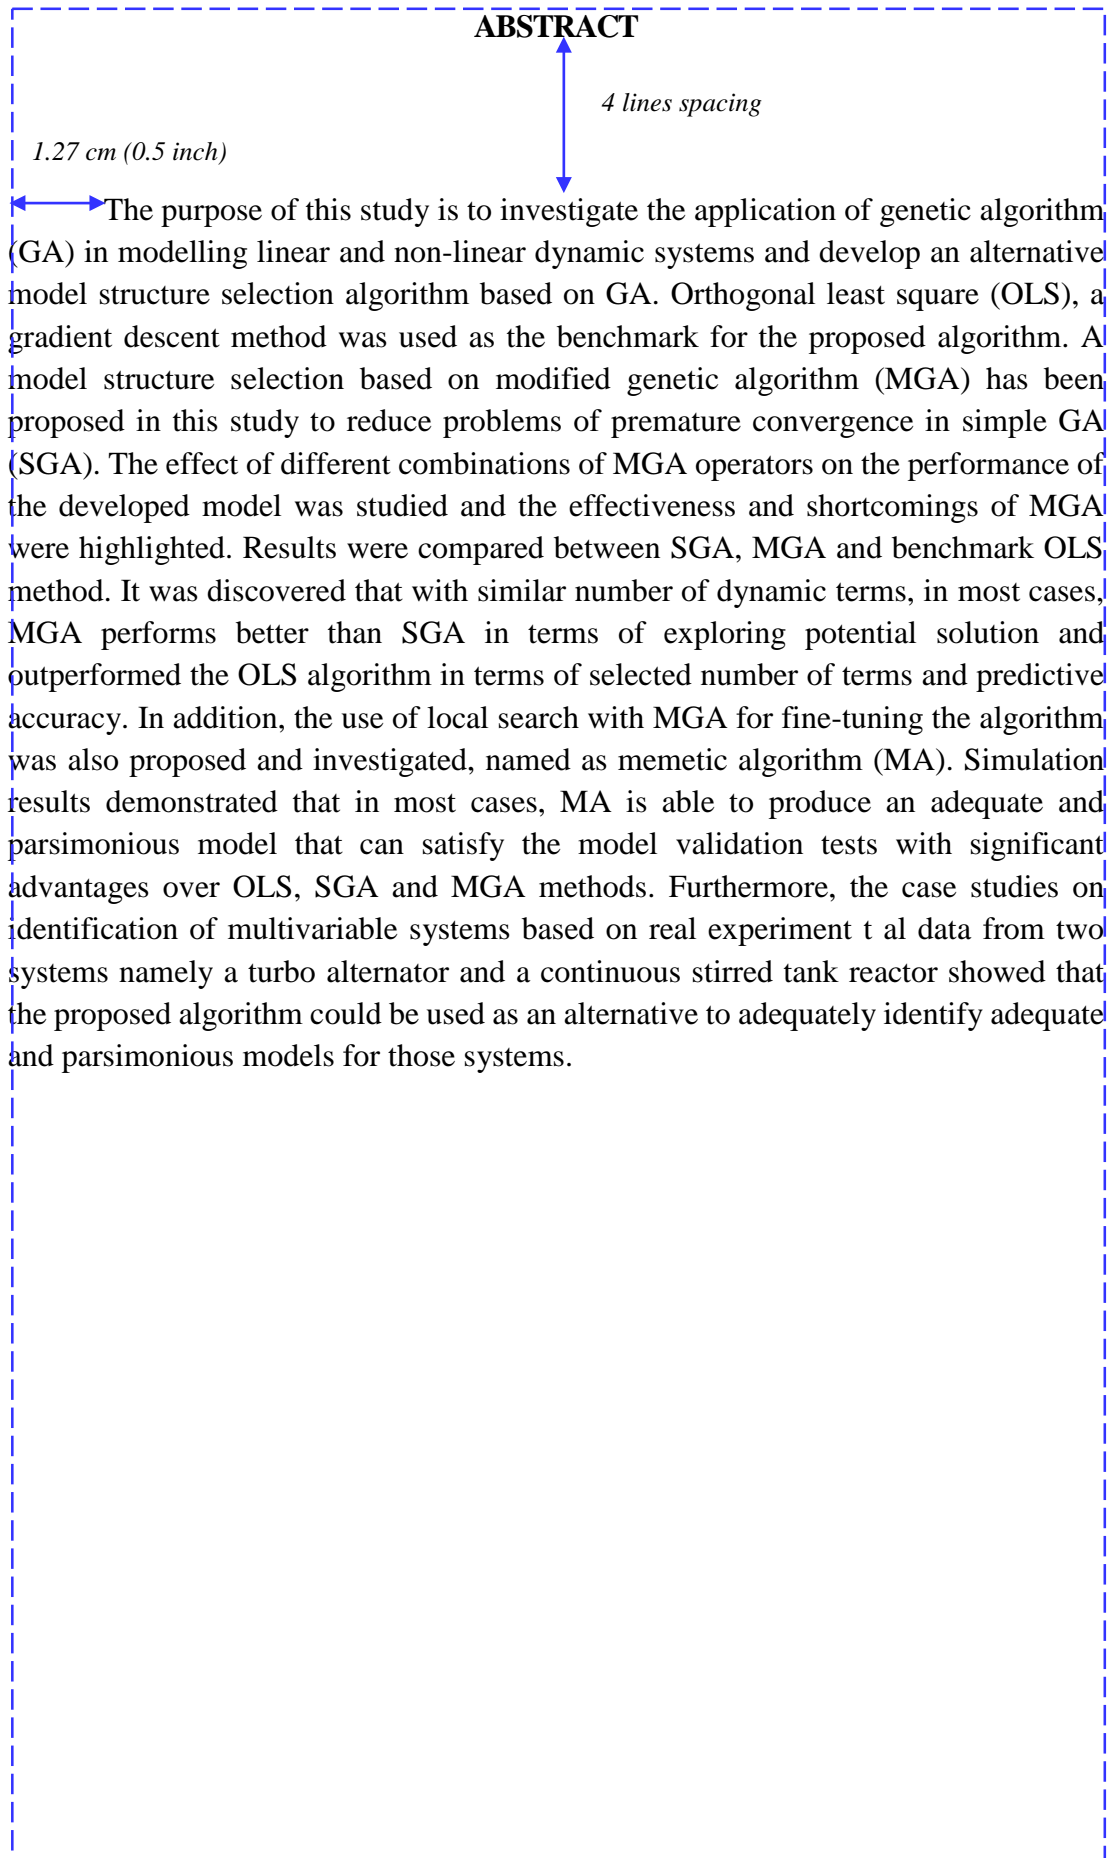 ABSTRACT
4 lines spacing
1.27 cm (0.5 inch)
The purpose of this study is to investigate the application of genetic algorithm
(GA) in modelling linear and non-linear dynamic systems and develop an alternative
model structure selection algorithm based on GA. Orthogonal least square (OLS), a
gradient descent method was used as the benchmark for the proposed algorithm. A
model structure selection based on modified genetic algorithm (MGA) has been
proposed in this study to reduce problems of premature convergence in simple GA
(SGA). The effect of different combinations of MGA operators on the performance of
the developed model was studied and the effectiveness and shortcomings of MGA
were highlighted. Results were compared between SGA, MGA and benchmark OLS
method. It was discovered that with similar number of dynamic terms, in most cases,
MGA performs better than SGA in terms of exploring potential solution and
outperformed the OLS algorithm in terms of selected number of terms and predictive
accuracy. In addition, the use of local search with MGA for fine-tuning the algorithm
was also proposed and investigated, named as memetic algorithm (MA). Simulation
results demonstrated that in most cases, MA is able to produce an adequate and
parsimonious model that can satisfy the model validation tests with significant
advantages over OLS, SGA and MGA methods. Furthermore, the case studies on
identification of multivariable systems based on real experiment t al data from two
systems namely a turbo alternator and a continuous stirred tank reactor showed that
the proposed algorithm could be used as an alternative to adequately identify adequate
and parsimonious models for those systems.